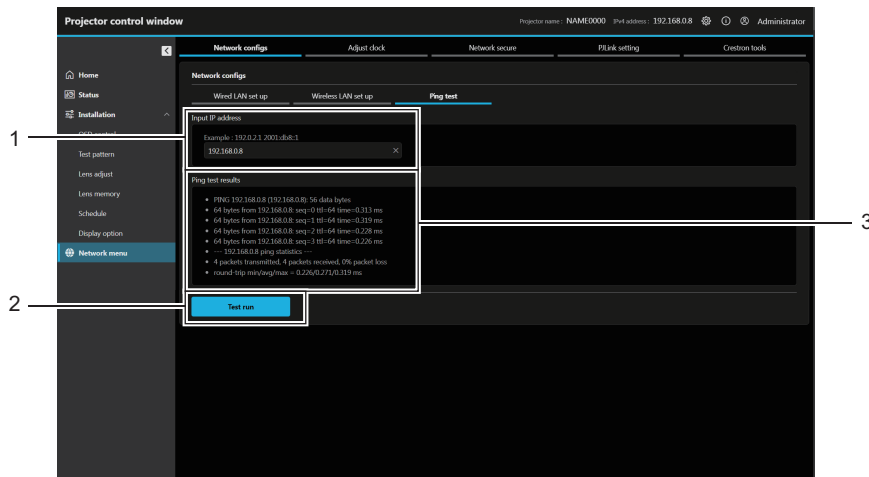 Projector control window
Projector name : NAME0000 IPv4 address : 192.168.0.8 Administrator
Network configs Adjust clock Network secure PJLink setting Crestron tools
Home
Status
Installation
OSD control
Test pattern
Lens adjust
Lens memory
Schedule
Display option
Network menu
Network configs
Wired LAN set up Wireless LAN set up Ping test
1
Input IP address
Example : 192.0.2.1 2001:db8::1
192.168.0.8 ×
Ping test results
• PING 192.168.0.8 (192.168.0.8): 56 data bytes
• 64 bytes from 192.168.0.8: seq=0 ttl=64 time=0.313 ms
• 64 bytes from 192.168.0.8: seq=1 ttl=64 time=0.319 ms
• 64 bytes from 192.168.0.8: seq=2 ttl=64 time=0.228 ms
• 64 bytes from 192.168.0.8: seq=3 ttl=64 time=0.226 ms
• --- 192.168.0.8 ping statistics ---
• 4 packets transmitted, 4 packets received, 0% packet loss
• round-trip min/avg/max = 0.226/0.271/0.319 ms
3
2
Test run